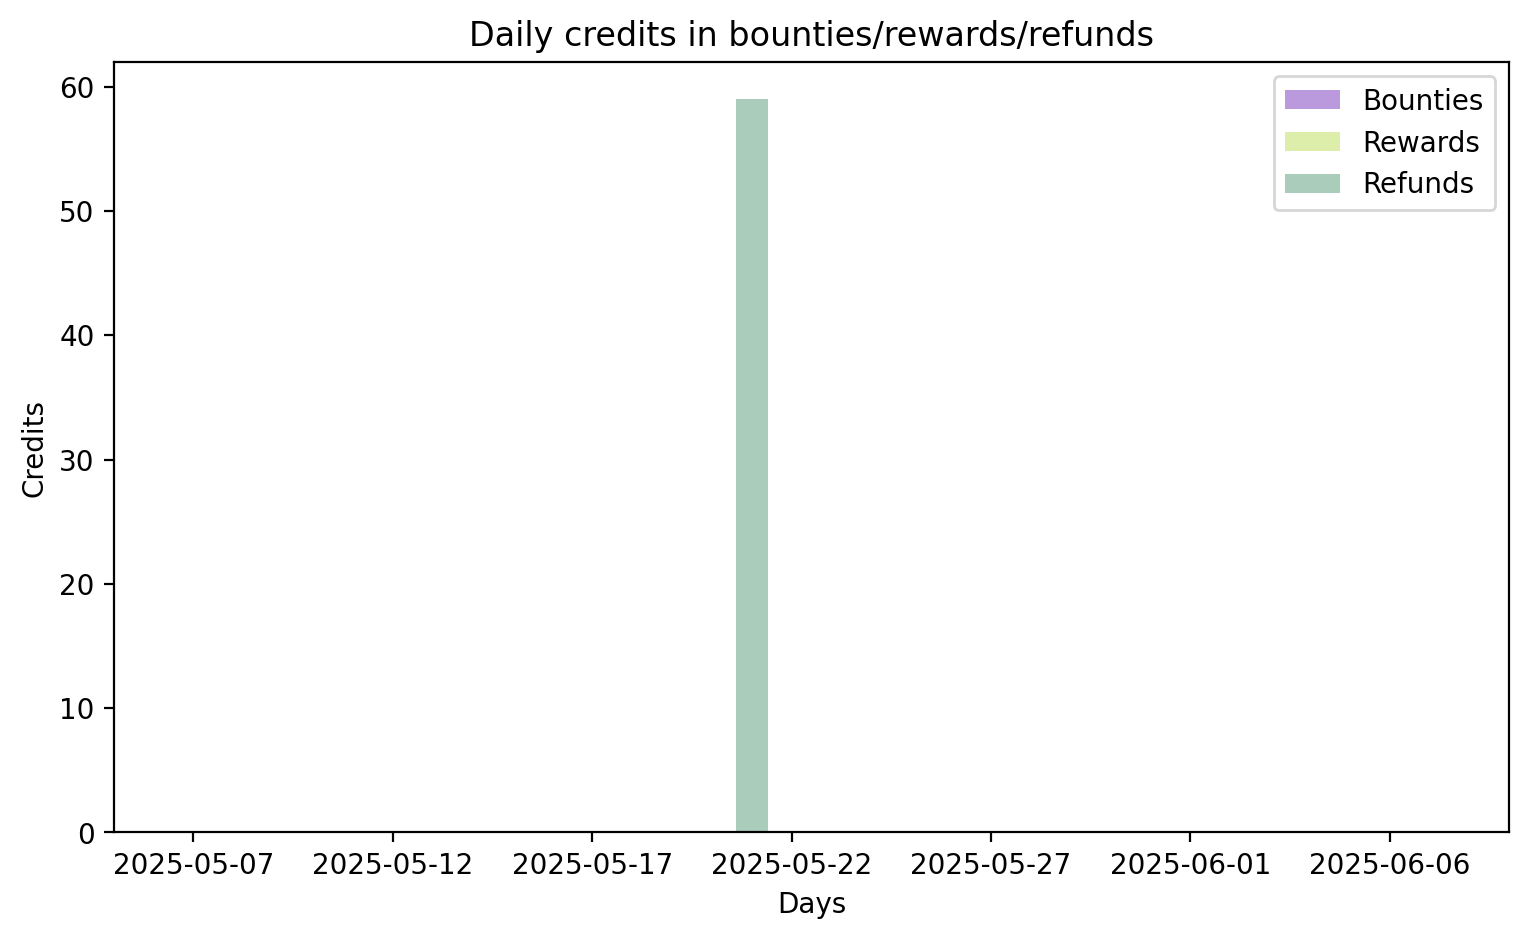 Daily credits in bounties/rewards/refunds
60
50
40
30
20
10
0
Credits
Bounties
Rewards
Refunds
2025-05-07 2025-05-12 2025-05-17 2025-05-22 2025-05-27 2025-06-01 2025-06-06
Days